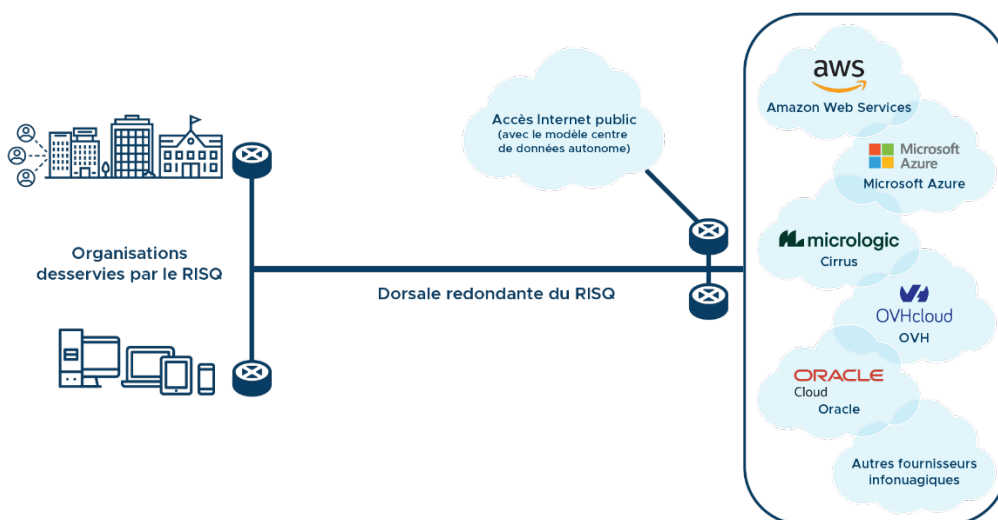 Organisations
desservies par le RISQ
Dorsale redondante du RISQ
Accès Internet public
(avec le modèle centre
de données autonome)
aws
Amazon Web Services
Microsoft
Azure
Microsoft Azure
micrologic
Cirrus
OVHcloud
OVH
ORACLE
Cloud
Oracle
Autres fournisseurs
infonuagiques